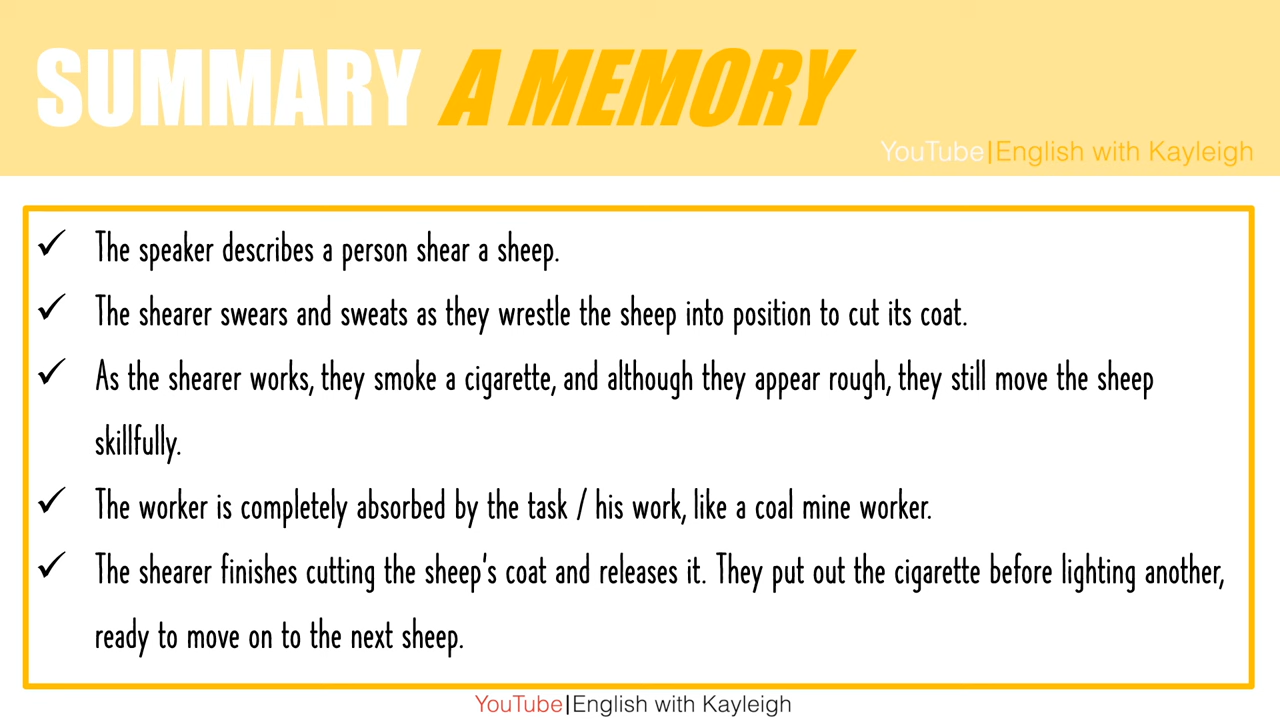 SUMMARY A MEMORY
YouTube|English with Kayleigh
✓ The speaker describes a person shear a sheep.
✓ The shearer swears and sweats as they wrestle the sheep into position to cut its coat.
✓ As the shearer works, they smoke a cigarette, and although they appear rough, they still move the sheep
skillfully.
✓ The worker is completely absorbed by the task / his work, like a coal mine worker.
✓ The shearer finishes cutting the sheep's coat and releases it. They put out the cigarette before lighting another,
ready to move on to the next sheep.
YouTube|English with Kayleigh